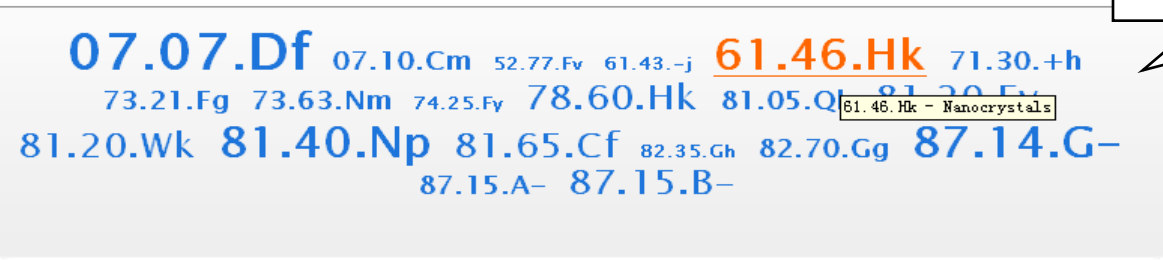 07.07.Df 07.10.Cm 52.77.Fv 61.43.-j 61.46.Hk 71.30.+h
73.21.Fg 73.63.Nm 74.25.Fy 78.60.Hk 81.05.
61.46.Hk - Nanocrystals
81.20.Wk 81.40.Np 81.65.Cf 82.35.Gh 82.70.Gg 87.14.G-
87.15.A- 87.15.B-